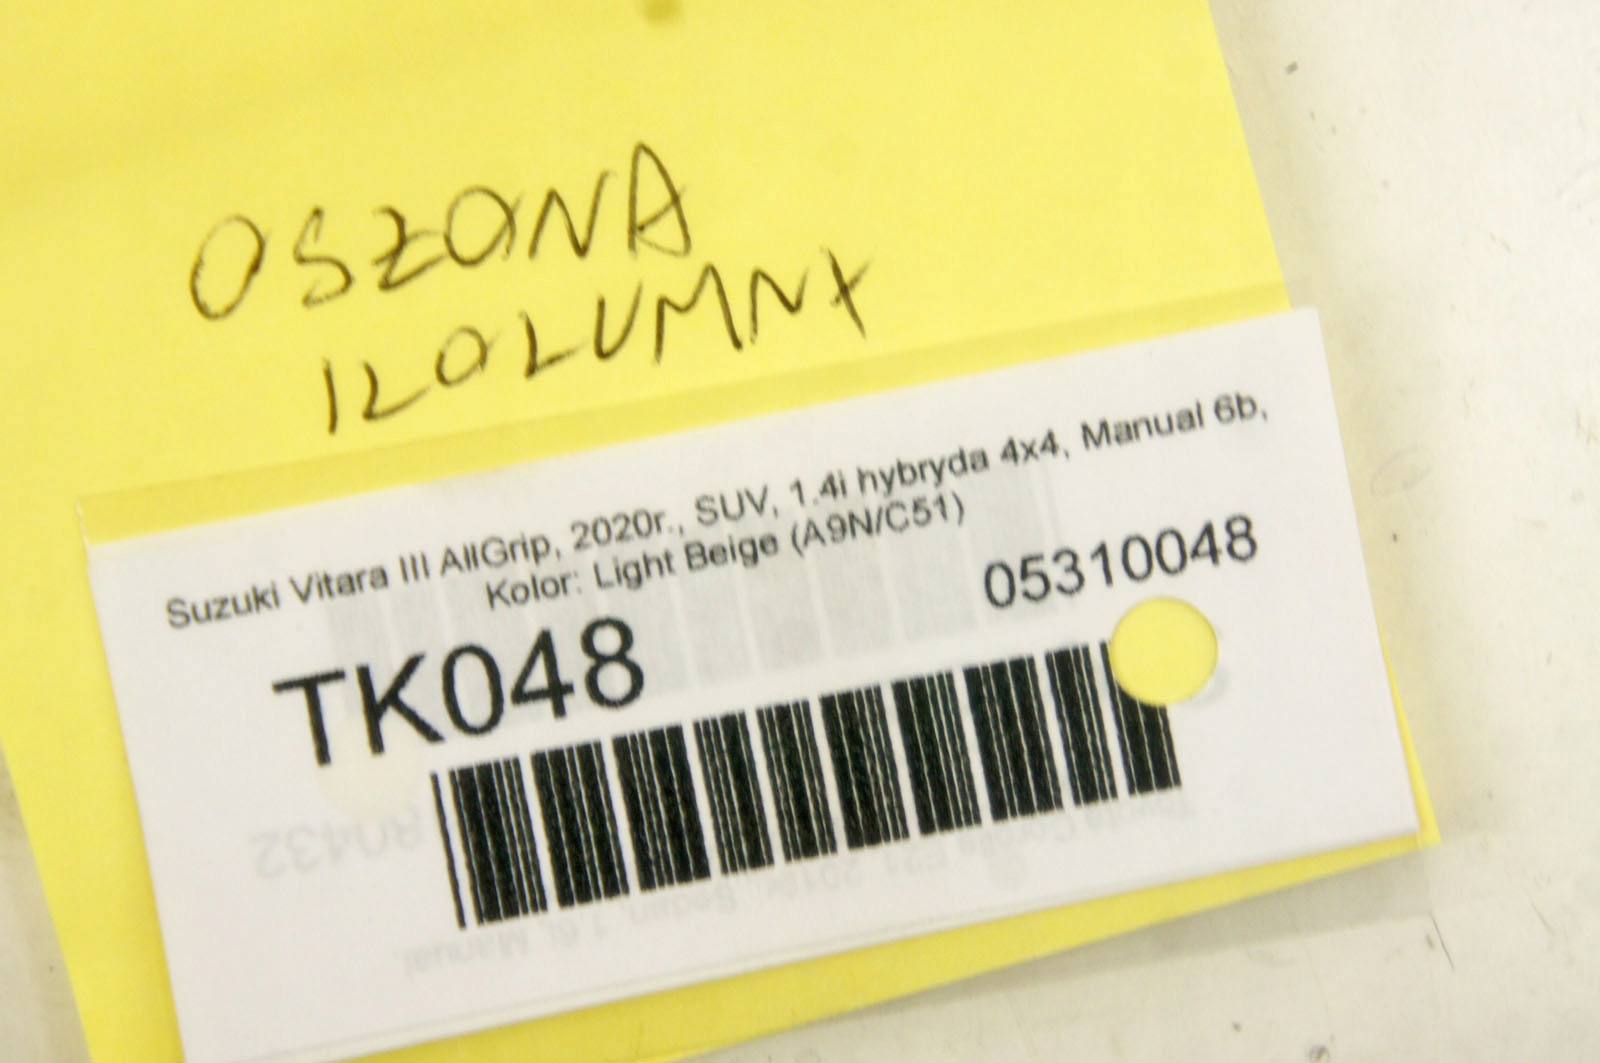 OSZONA
KOLUMNY
Suzuki Vitara III AllGrip, 2020r., SUV, 1.4i hybryda 4x4, Manual 6b,
Kolor: Light Beige (A9N/C51)
05310048
TK048